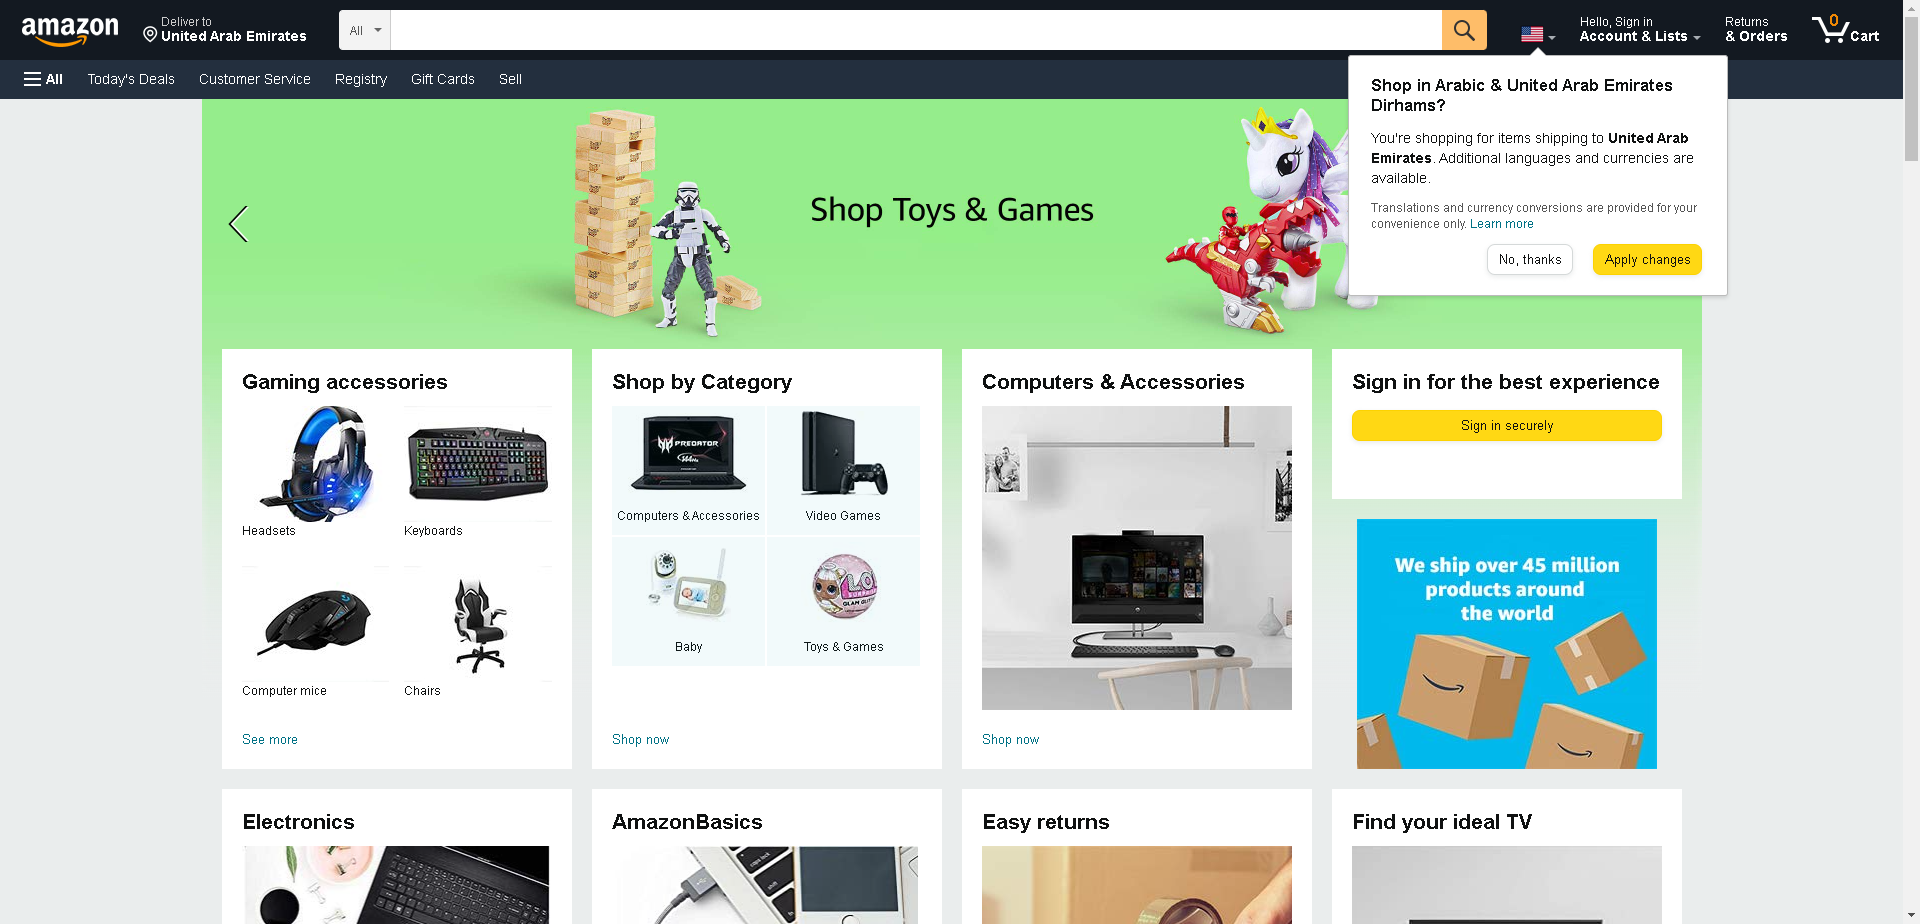 amazon
Deliver to
United Arab Emirates
All
Hello, Sign in
Account & Lists
Returns
& Orders
0
Cart
All
Today's Deals
Customer Service
Registry
Gift Cards
Sell
Shop in Arabic & United Arab Emirates
Dirhams?
You're shopping for items shipping to United Arab
Emirates. Additional languages and currencies are
available.
Translations and currency conversions are provided for your
convenience only. Learn more
No, thanks
Apply changes
Shop Toys & Games
Gaming accessories
Headsets
Keyboards
Computer mice
Chairs
See more
Shop by Category
PREDATOR
144Hz
Computers & Accessories
Video Games
Baby
Toys & Games
Shop now
Computers & Accessories
Shop now
Sign in for the best experience
Sign in securely
We ship over 45 million
products around
the world
Electronics
AmazonBasics
Easy returns
Find your ideal TV